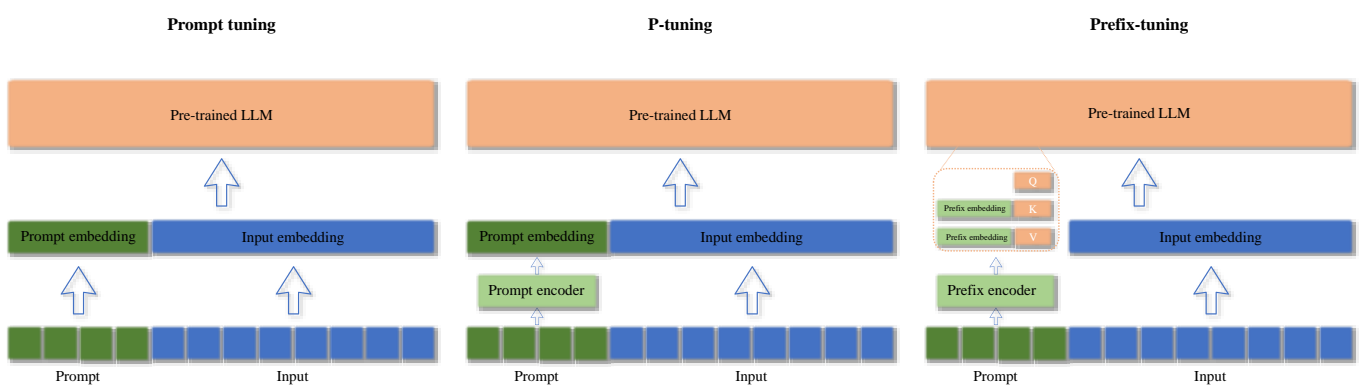 Prompt tuning
Pre-trained LLM
Prompt embedding
Input embedding
Prompt
Input
P-tuning
Pre-trained LLM
Prompt embedding
Input embedding
Prompt encoder
Prompt
Input
Prefix-tuning
Pre-trained LLM
Q
Prefix embedding
K
Prefix embedding
V
Input embedding
Prefix encoder
Prompt
Input